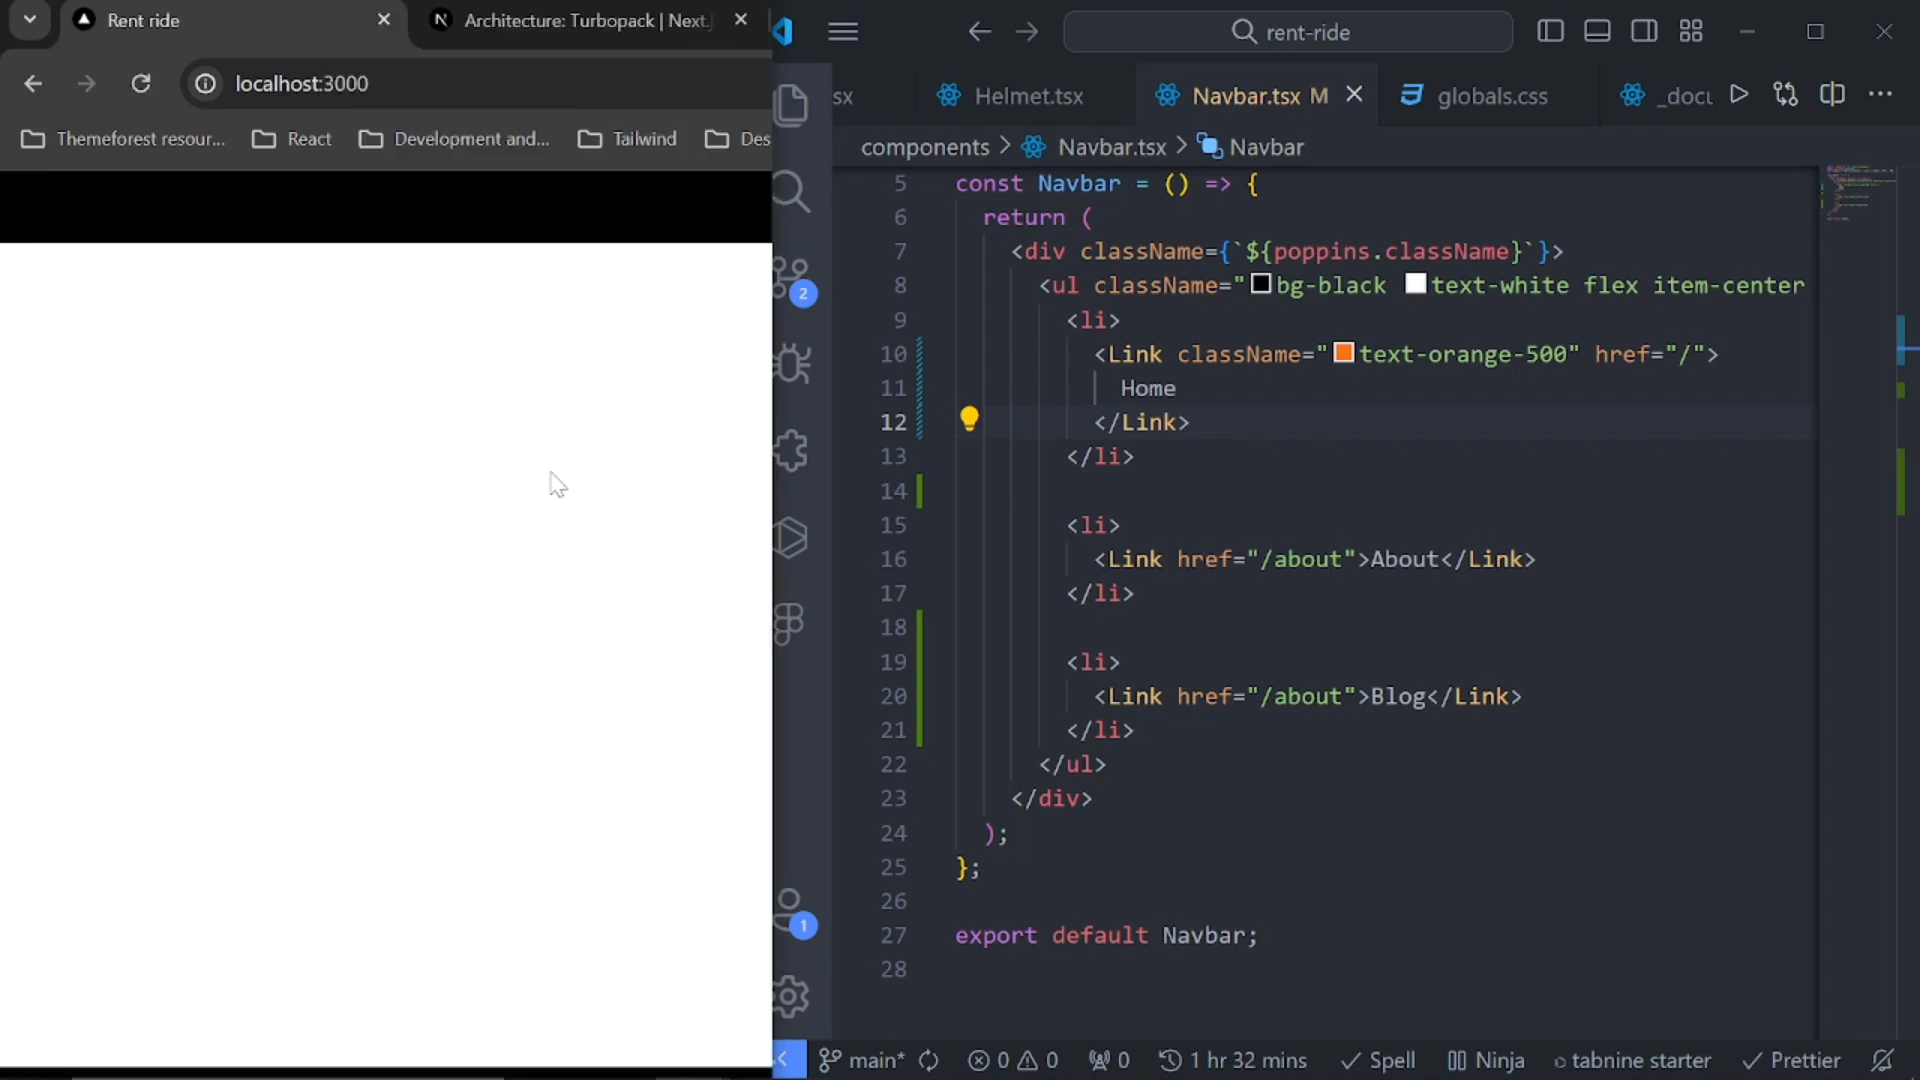 Rent ride
Architecture: Turbopack | Next.
rent-ride
localhost:3000
sx
Helmet.tsx
Navbar.tsx M
globals.css
_docu
Themeforest resour...
React
Development and...
Tailwind
Des
components > Navbar.tsx > Navbar
5 const Navbar = () => {
6 return (
7 <div className={`${poppins.className}`}>
8 <ul className="bg-black text-white flex item-center
9 <li>
10 <Link className="text-orange-500" href="/">
11 Home
12 </Link>
13 </li>
14
15 <li>
16 <Link href="/about">About</Link>
17 </li>
18
19 <li>
20 <Link href="/about">Blog</Link>
21 </li>
22 </ul>
23 </div>
24 );
25 };
26
27 export default Navbar;
28
2
1
main* 0 0 0 1 hr 32 mins Spell Ninja tabnine starter Prettier